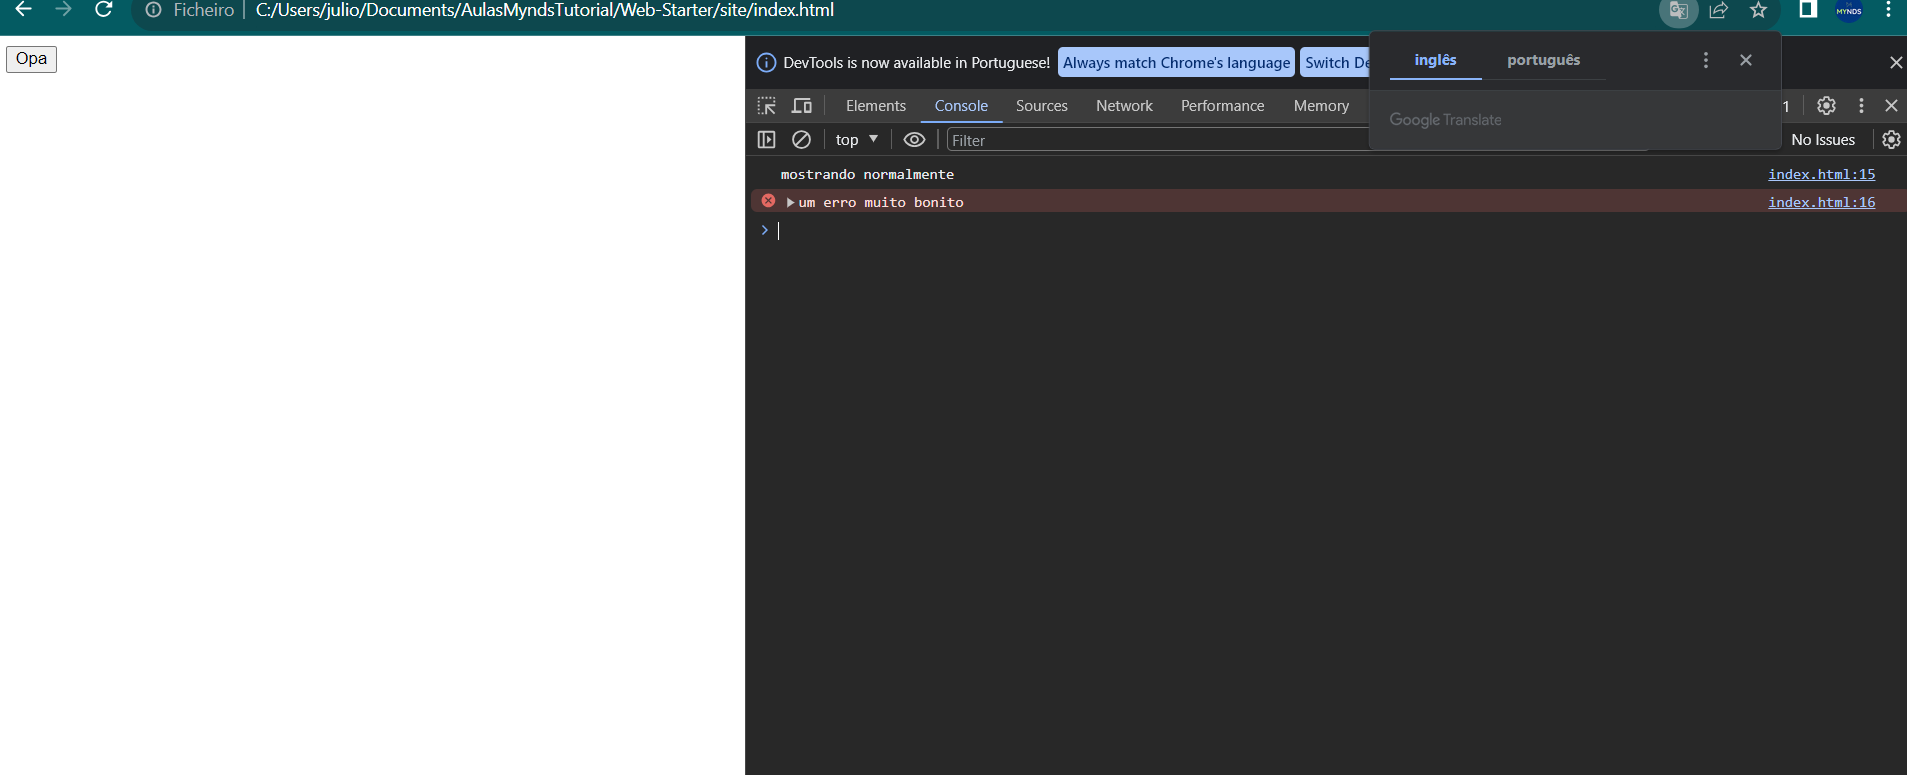 Ficheiro C:/Users/julio/Documents/AulasMyndsTutorial/Web-Starter/site/index.html
MYNDS
Opa
DevTools is now available in Portuguese! Always match Chrome's language Switch De
inglês português
Google Translate
Elements Console Sources Network Performance Memory 1
top Filter No Issues
mostrando normalmente index.html:15
um erro muito bonito index.html:16